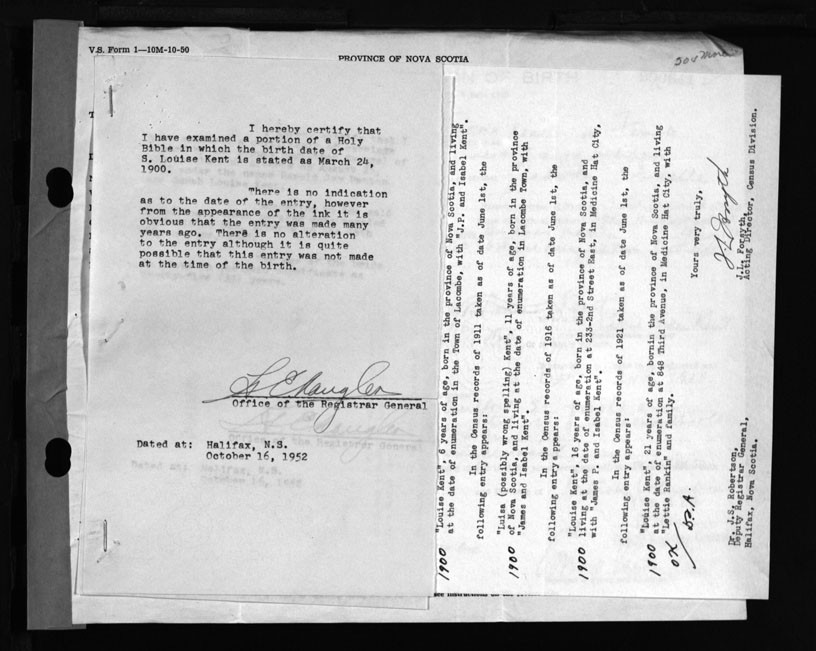 V.S. Form 1—10M-10-50
PROVINCE OF NOVA SCOTIA
I hereby certify that
I have examined a portion of a Holy
Bible in which the birth date of
S. Louise Kent is stated as March 24,
1900.
There is no indication
as to the date of the entry, however
from the appearance of the ink it is
obvious that the entry was made many
years ago. There is no alteration
to the entry although it is quite
possible that this entry was not made
at the time of the birth.
Office of the Registrar General
Dated at: Halifax, N.S.
October 16, 1952
"Louise Kent", 6 years of age, born in the province of Nova Scotia, and living
at the date of enumeration in the Town of Lacombe, with "J.P. and Isabel Kent".
1900
In the Census records of 1911 taken as of date June 1st, the
following entry appears:
"Luisa (possibly wrong spelling) Kent", 11 years of age, born in the province
of Nova Scotia, and living at the date of enumeration in Lacombe Town, with
"James and Isabel Kent".
1900
In the Census records of 1916 taken as of date June 1st, the
following entry appears:
"Louise Kent", 16 years of age, born in the province of Nova Scotia, and
living at the date of enumeration at 233-2nd Street East, in Medicine Hat City,
with "James P. and Isabel Kent".
1900
In the Census records of 1921 taken as of date June 1st, the
following entry appears:
"Louise Kent", 21 years of age, bornin the province of Nova Scotia, and living
at the date of enumeration at 848 Third Avenue, in Medicine Hat City, with
"Lettie Rankin" and family.
1900
OK
Yours very truly,
J.L. Forsyth
J.L. Forsyth,
Acting Director, Census Division.
Dr. J.S. Robertson,
Deputy Registrar General,
Halifax, Nova Scotia.